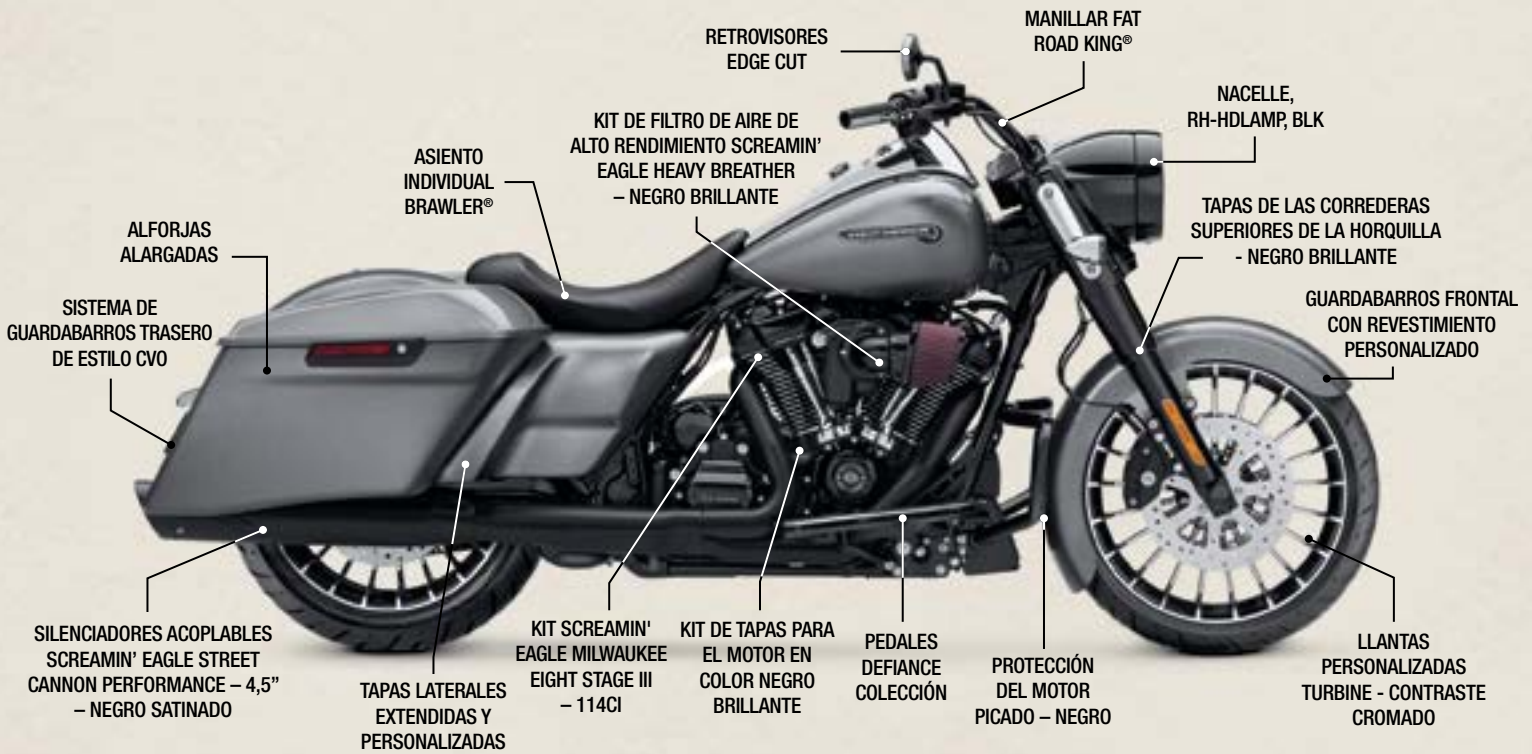 RETROVISORES
EDGE CUT
MANILLAR FAT
ROAD KING®
NACELLE,
RH-HDLAMP, BLK
KIT DE FILTRO DE AIRE DE
ALTO RENDIMIENTO SCREAMIN’
EAGLE HEAVY BREATHER
– NEGRO BRILLANTE
ASIENTO
INDIVIDUAL
BRAWLER®
TAPAS DE LAS CORREDERAS
SUPERIORES DE LA HORQUILLA
- NEGRO BRILLANTE
ALFORJAS
ALARGADAS
SISTEMA DE
GUARDABARROS TRASERO
DE ESTILO CVO
GUARDABARROS FRONTAL
CON REVESTIMIENTO
PERSONALIZADO
SILENCIADORES ACOPLABLES
SCREAMIN’ EAGLE STREET
CANNON PERFORMANCE – 4,5”
– NEGRO SATINADO
TAPAS LATERALES
EXTENDIDAS Y
PERSONALIZADAS
KIT SCREAMIN'
EAGLE MILWAUKEE
EIGHT STAGE III
– 114CI
KIT DE TAPAS PARA
EL MOTOR EN
COLOR NEGRO
BRILLANTE
PEDALES
DEFIANCE
COLECCIÓN
PROTECCIÓN
DEL MOTOR
PICADO – NEGRO
LLANTAS
PERSONALIZADAS
TURBINE - CONTRASTE
CROMADO